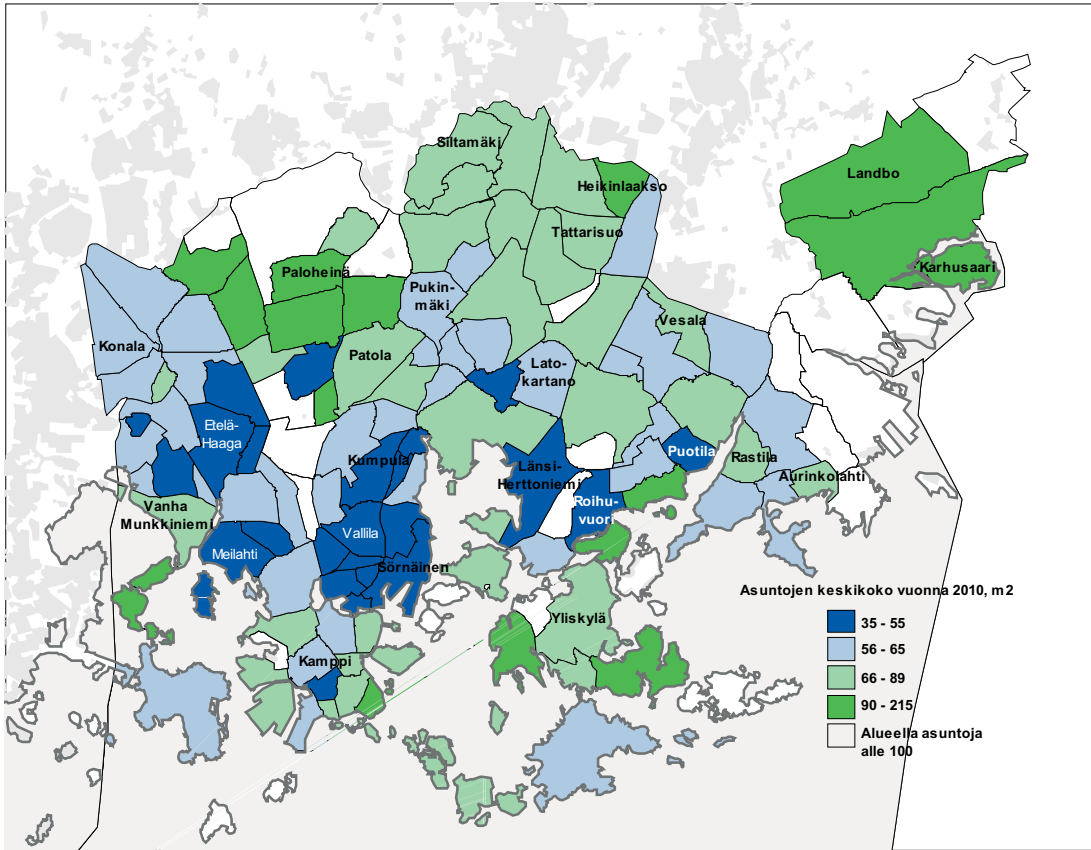 Siltamäki
Heikinlaakso
Landbo
Tattarisuo
Karhusaari
Paloheinä
Pukin-
mäki
Vesala
Konala
Patola
Lato-
kartano
Etelä-
Haaga
Kumpula
Länsi-
Herttoniemi
Puotila
Rastila
Aurinkolahti
Vanha
Munkkiniemi
Roihu-
vuori
Vallila
Meilahti
Sörnäinen
Yliskylä
Kamppi
Asuntojen keskikoko vuonna 2010, m2
35 - 55
56 - 65
66 - 89
90 - 215
Alueella asuntoja
alle 100